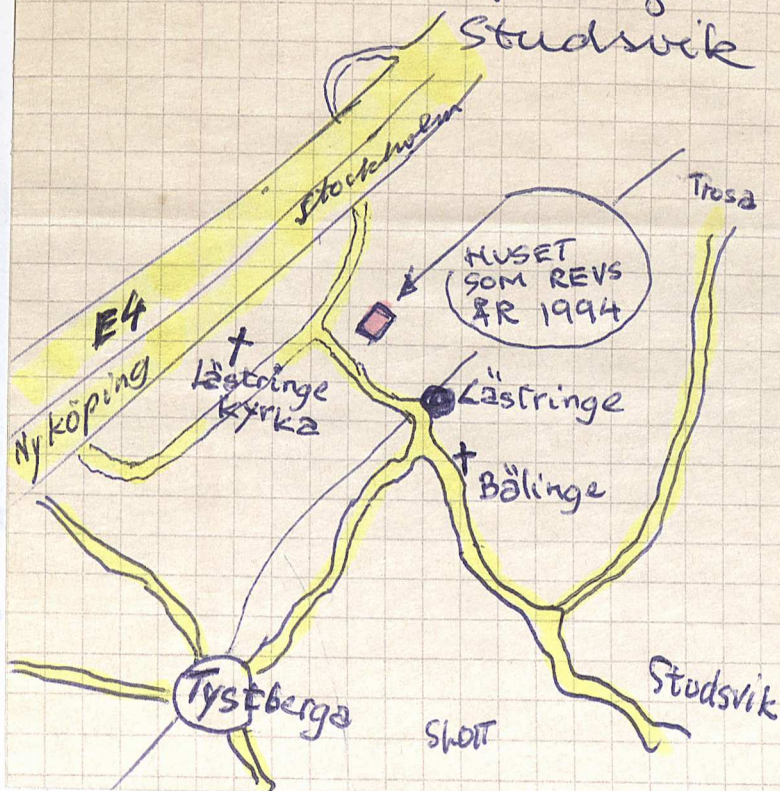 Studsvik
Stockholm
Trosa
HUSET
SOM REVS
ÅR 1994
E4
Lästringe
kyrka
Nyköping
Lästringe
Bälinge
Tystberga
Studsvik
SLOTT